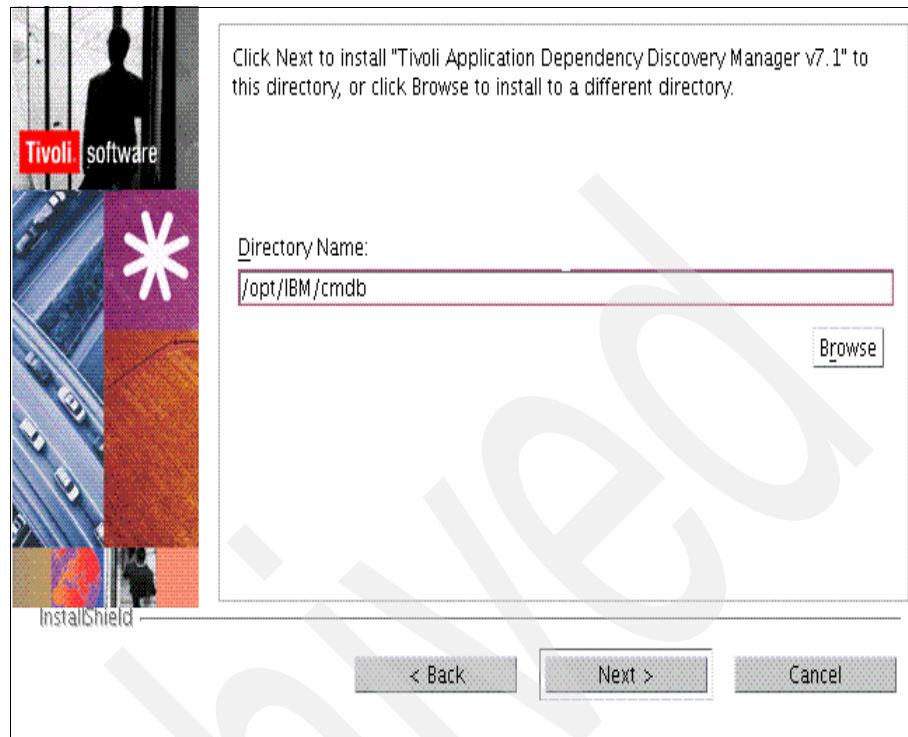 Click Next to install "Tivoli Application Dependency Discovery Manager v7.1" to
this directory, or click Browse to install to a different directory.
Tivoli. software
Directory Name:
/opt/IBM/cmdb
Browse
InstallShield
< Back
Next >
Cancel
hived